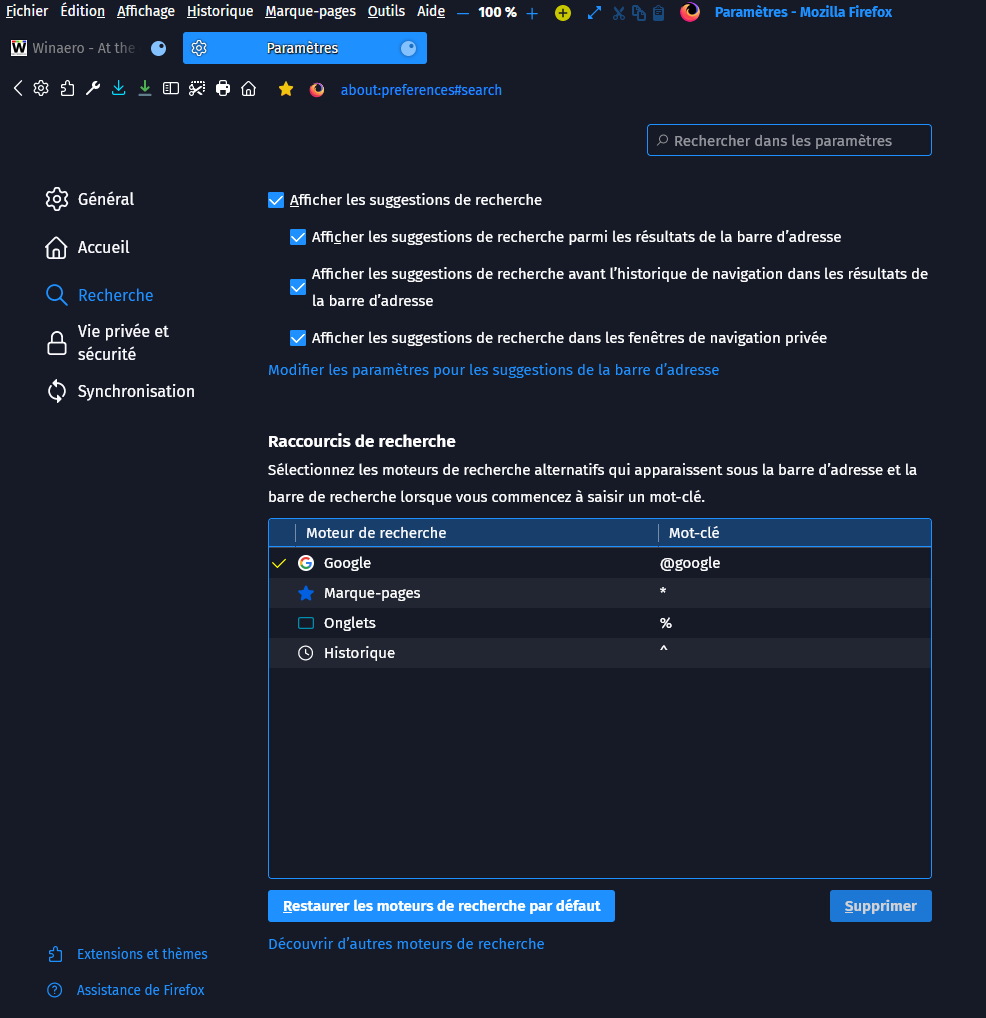 Fichier Édition Affichage Historique Marque-pages Outils Aide — 100 % + Paramètres - Mozilla Firefox
W Winaero - At the
Paramètres
about:preferences#search
Rechercher dans les paramètres
Général
Accueil
Recherche
Vie privée et
sécurité
Synchronisation
Afficher les suggestions de recherche
Afficher les suggestions de recherche parmi les résultats de la barre d’adresse
Afficher les suggestions de recherche avant l’historique de navigation dans les résultats de
la barre d’adresse
Afficher les suggestions de recherche dans les fenêtres de navigation privée
Modifier les paramètres pour les suggestions de la barre d’adresse
Raccourcis de recherche
Sélectionnez les moteurs de recherche alternatifs qui apparaissent sous la barre d’adresse et la
barre de recherche lorsque vous commencez à saisir un mot-clé.
Moteur de recherche Mot-clé
Google @google
Marque-pages *
Onglets %
Historique ^
Restaurer les moteurs de recherche par défaut Supprimer
Découvrir d’autres moteurs de recherche
Extensions et thèmes
Assistance de Firefox